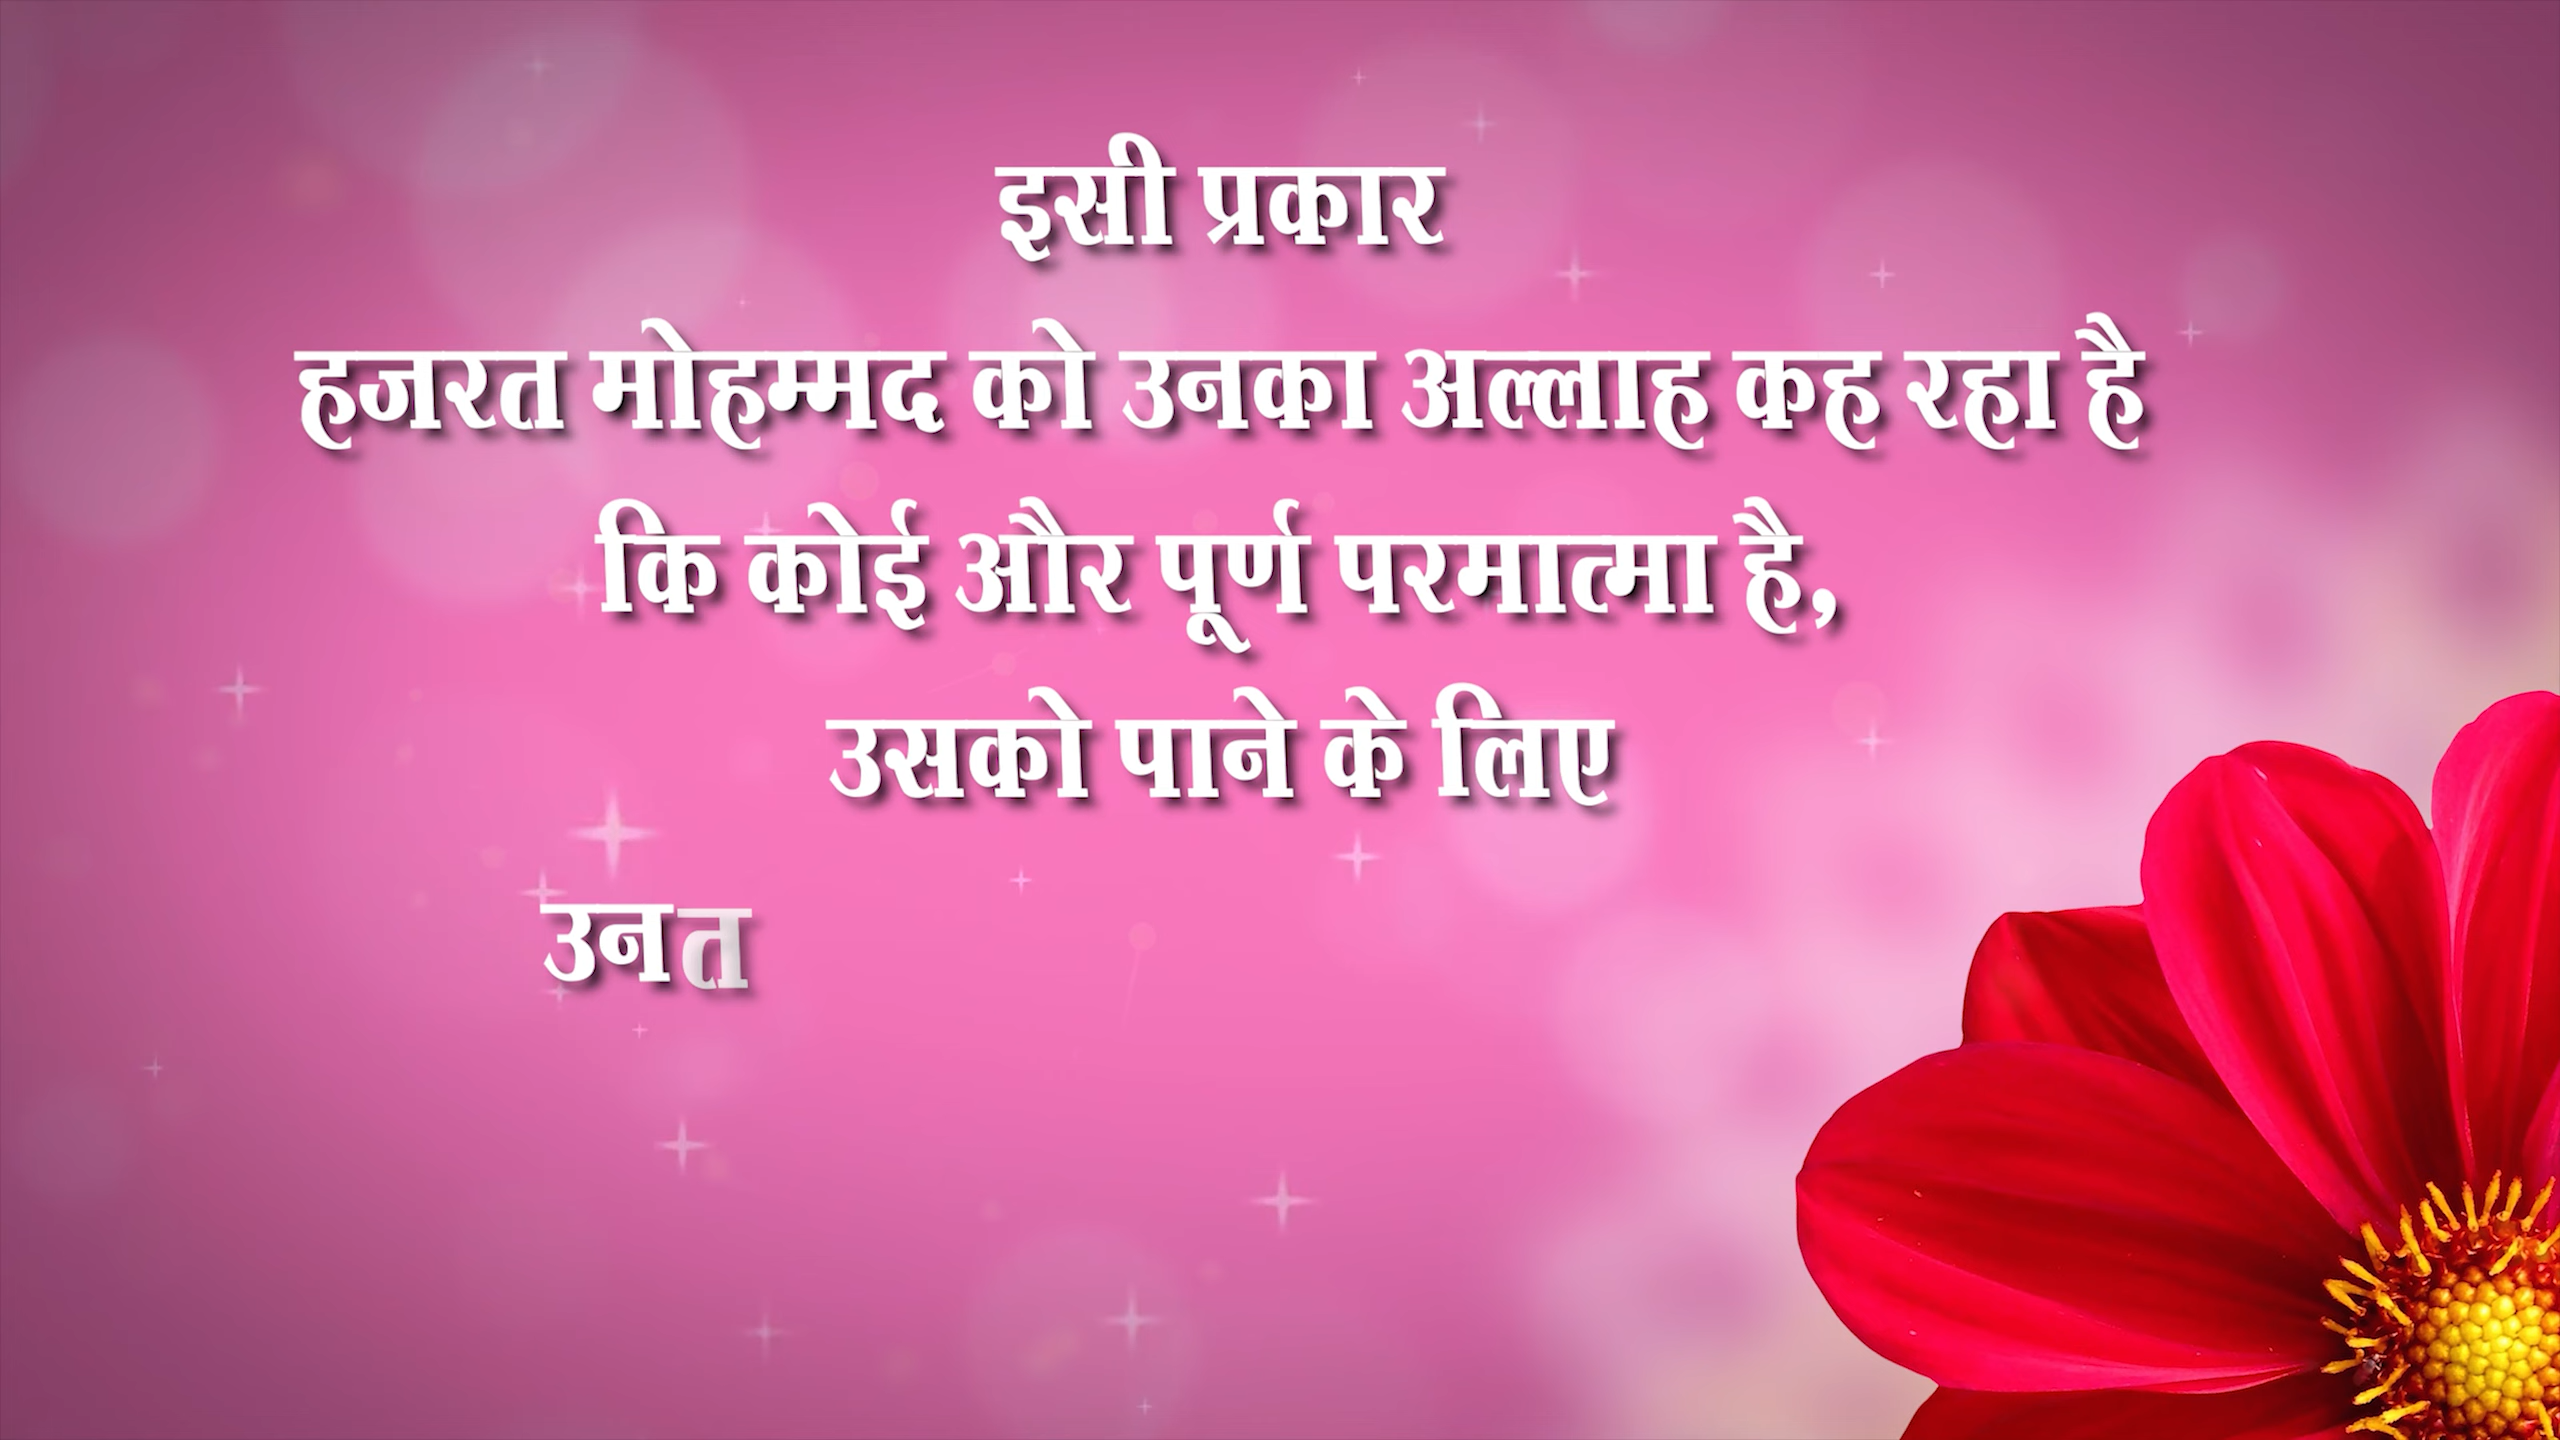 इसी प्रकार
हजरत मोहम्मद को उनका अल्लाह कह रहा है
कि कोई और पूर्ण परमात्मा है,
उसको पाने के लिए
उनत